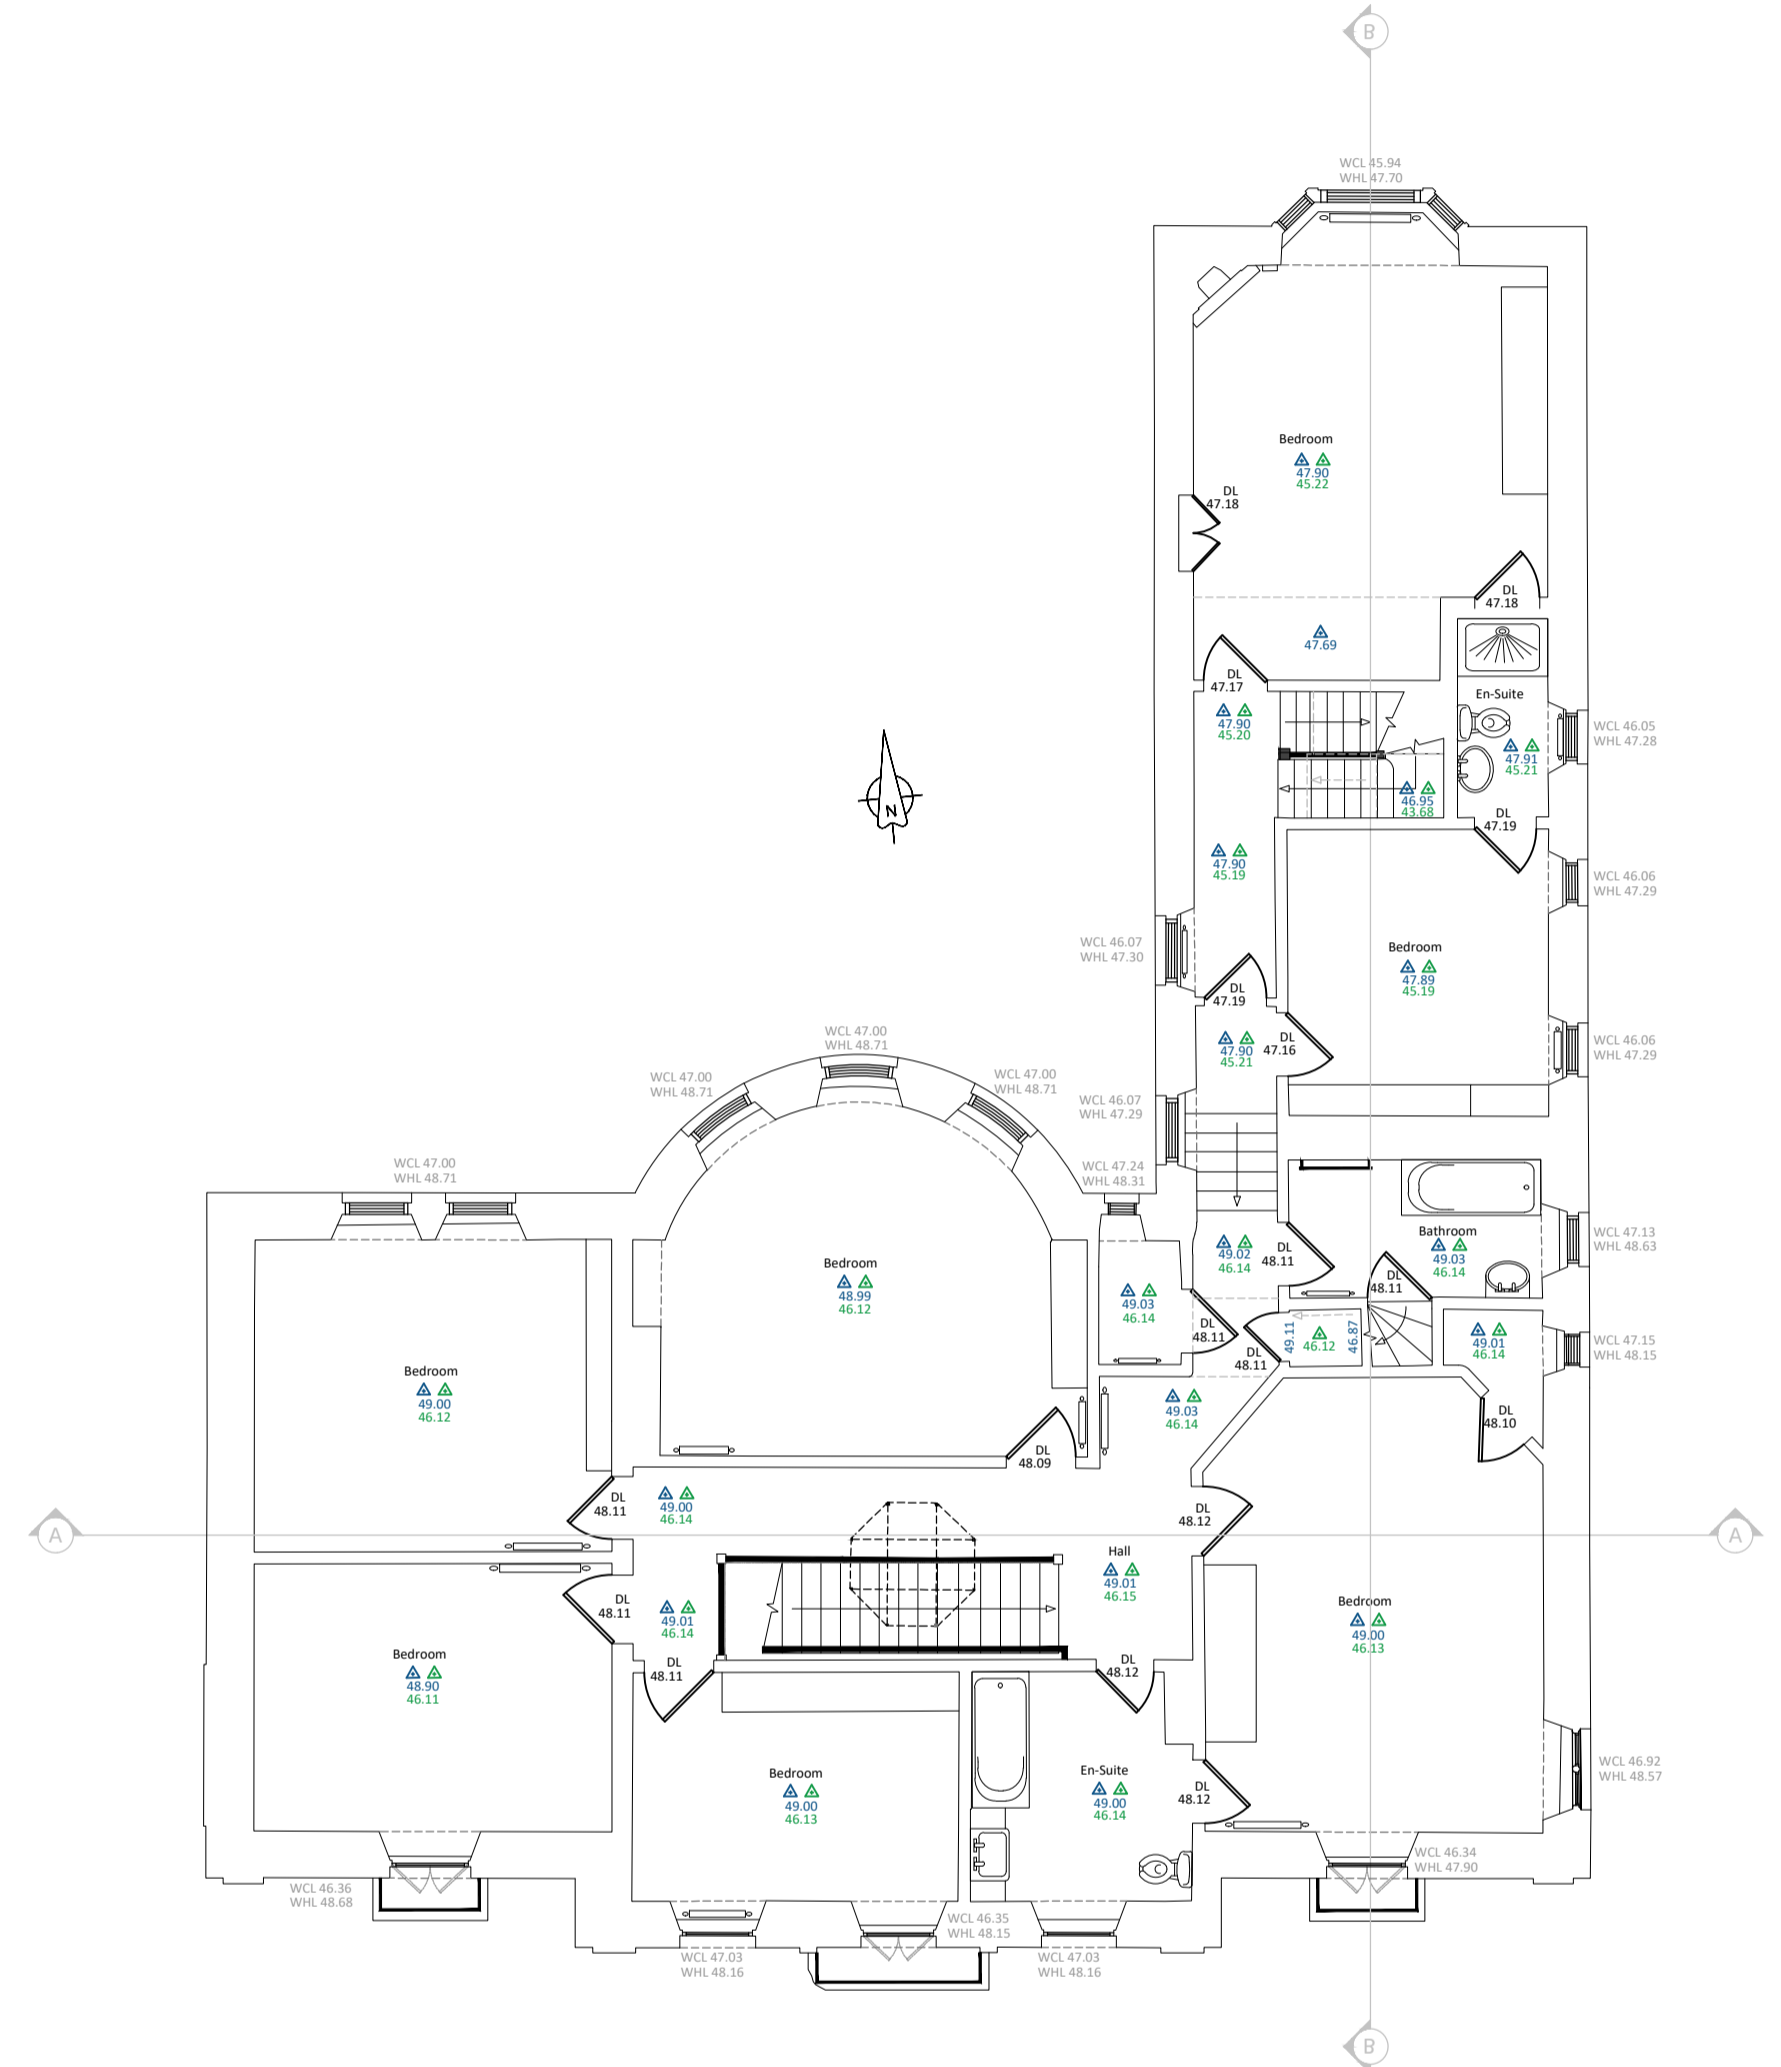 B
WCL 45.94
WHL 47.70
Bedroom
47.90
45.22
DL
47.18
DL
47.18
47.69
DL
47.17
47.90
45.20
En-Suite
47.91
45.21
WCL 46.05
WHL 47.28
46.95
43.68
DL
47.19
N
47.90
45.19
WCL 46.06
WHL 47.29
WCL 46.07
WHL 47.30
Bedroom
47.89
45.19
DL
47.19
47.90
45.21
DL
47.16
WCL 46.06
WHL 47.29
WCL 47.00
WHL 48.71
WCL 47.00
WHL 48.71
WCL 47.00
WHL 48.71
WCL 46.07
WHL 47.29
WCL 47.00
WHL 48.71
WCL 47.24
WHL 48.31
49.02
46.14
DL
48.11
Bathroom
49.03
46.14
WCL 47.13
WHL 48.63
DL
48.11
Bedroom
48.99
46.12
49.03
46.14
DL
48.11
DL
48.11
49.11
46.12
46.87
49.01
46.14
WCL 47.15
WHL 48.15
Bedroom
49.00
46.12
49.03
46.14
DL
48.10
DL
48.09
DL
48.11
49.00
46.14
DL
48.12
A
A
Hall
49.01
46.15
DL
48.11
49.01
46.14
Bedroom
49.00
46.13
Bedroom
48.90
46.11
DL
48.11
DL
48.12
Bedroom
49.00
46.13
En-Suite
49.00
46.14
DL
48.12
WCL 46.92
WHL 48.57
WCL 46.34
WHL 47.90
WCL 46.36
WHL 48.68
WCL 46.35
WHL 48.15
WCL 47.03
WHL 48.16
WCL 47.03
WHL 48.16
B